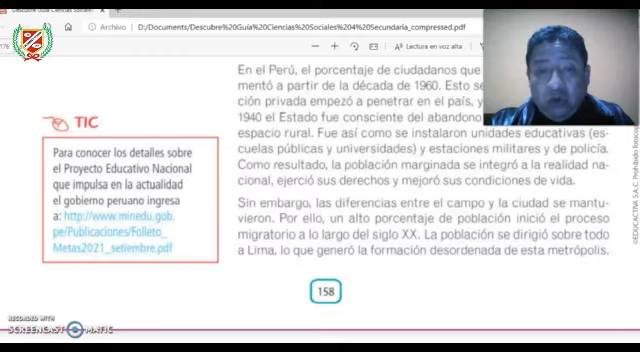 Descubre Guía Ciencias Sociales
Archivo
D:/Documents/Descubre%20Guía%20Ciencias%20Sociales%204%20Secundaria_compressed.pdf
176
Lectura en voz alta
En el Perú, el porcentaje de ciudadanos que
mentó a partir de la década de 1960. Esto se
ción privada empezó a penetrar en el país, y
1940 el Estado fue consciente del abandono
espacio rural. Fue así como se instalaron unidades educativas (es-
cuelas públicas y universidades) y estaciones militares y de policía.
Como resultado, la población marginada se integró a la realidad na-
cional, ejerció sus derechos y mejoró sus condiciones de vida.
Sin embargo, las diferencias entre el campo y la ciudad se mantu-
vieron. Por ello, un alto porcentaje de población inició el proceso
migratorio a lo largo del siglo XX. La población se dirigió sobre todo
a Lima, lo que generó la formación desordenada de esta metrópolis.
TIC
Para conocer los detalles sobre
el Proyecto Educativo Nacional
que impulsa en la actualidad
el gobierno peruano ingresa
a: http://www.minedu.gob.
pe/Publicaciones/Folleto_
Metas2021_setiembre.pdf
158
©EDUCACTIVA S.A.C. Prohibido fotocop
RECORDED WITH
SCREENCAST MATIC